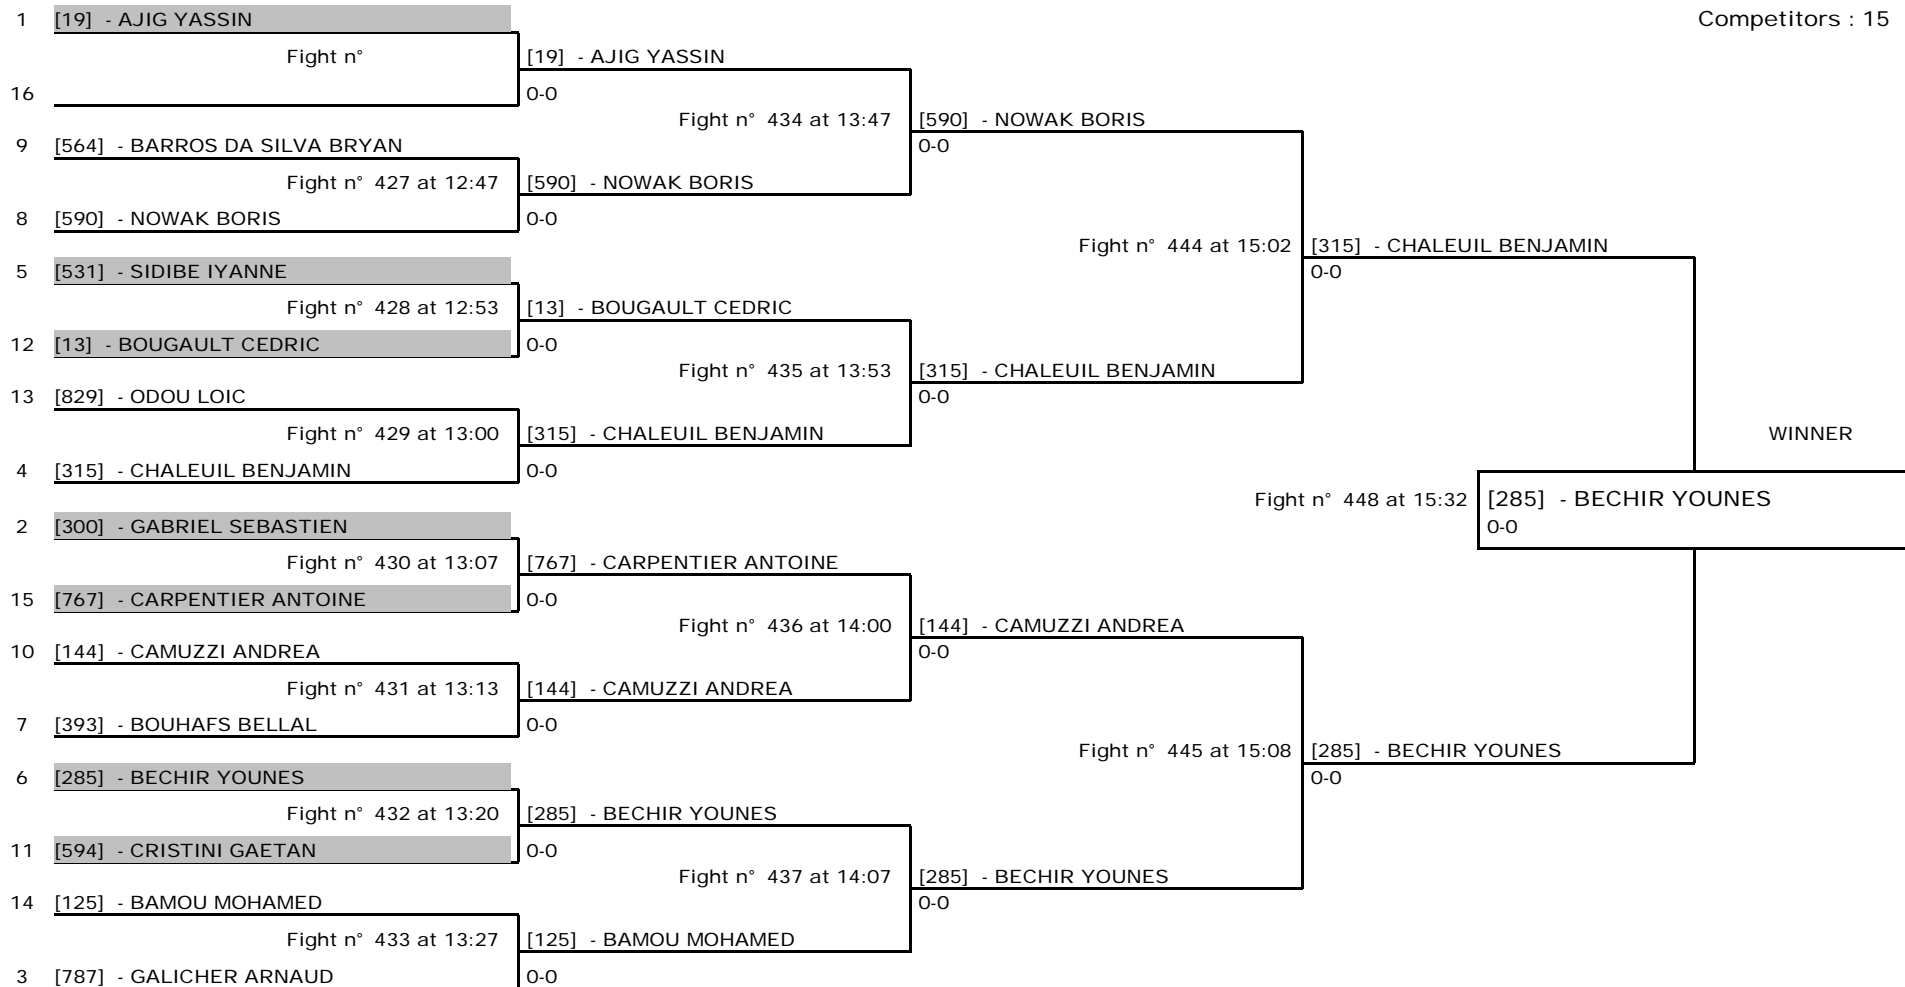 1 [19] - AJIG YASSIN Competitors : 15
Fight n° [19] - AJIG YASSIN
16 0-0
Fight n° 434 at 13:47 [590] - NOWAK BORIS
9 [564] - BARROS DA SILVA BRYAN 0-0
Fight n° 427 at 12:47 [590] - NOWAK BORIS
8 [590] - NOWAK BORIS 0-0
Fight n° 444 at 15:02 [315] - CHALEUIL BENJAMIN
5 [531] - SIDIBE IYANNE 0-0
Fight n° 428 at 12:53 [13] - BOUGAULT CEDRIC
12 [13] - BOUGAULT CEDRIC 0-0
Fight n° 435 at 13:53 [315] - CHALEUIL BENJAMIN
13 [829] - ODOU LOIC 0-0
Fight n° 429 at 13:00 [315] - CHALEUIL BENJAMIN WINNER
4 [315] - CHALEUIL BENJAMIN 0-0
Fight n° 448 at 15:32 [285] - BECHIR YOUNES
2 [300] - GABRIEL SEBASTIEN 0-0
Fight n° 430 at 13:07 [767] - CARPENTIER ANTOINE
15 [767] - CARPENTIER ANTOINE 0-0
Fight n° 436 at 14:00 [144] - CAMUZZI ANDREA
10 [144] - CAMUZZI ANDREA 0-0
Fight n° 431 at 13:13 [144] - CAMUZZI ANDREA
7 [393] - BOUHAFS BELLAL 0-0
Fight n° 445 at 15:08 [285] - BECHIR YOUNES
6 [285] - BECHIR YOUNES 0-0
Fight n° 432 at 13:20 [285] - BECHIR YOUNES
11 [594] - CRISTINI GAETAN 0-0
Fight n° 437 at 14:07 [285] - BECHIR YOUNES
14 [125] - BAMOU MOHAMED 0-0
Fight n° 433 at 13:27 [125] - BAMOU MOHAMED
3 [787] - GALICHER ARNAUD 0-0